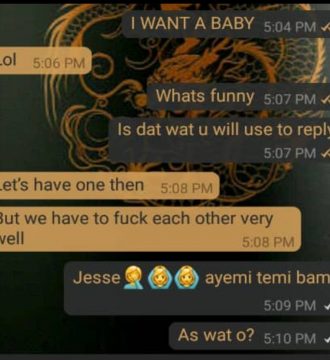 I WANT A BABY 5:04 PM
Lol 5:06 PM
Whats funny 5:07 PM
Is dat wat u will use to reply
5:07 PM
Let's have one then 5:08 PM
But we have to fuck each other very
well
5:08 PM
Jesse🤦🙆🙆 ayemi temi bam
5:09 PM
As wat o? 5:10 PM